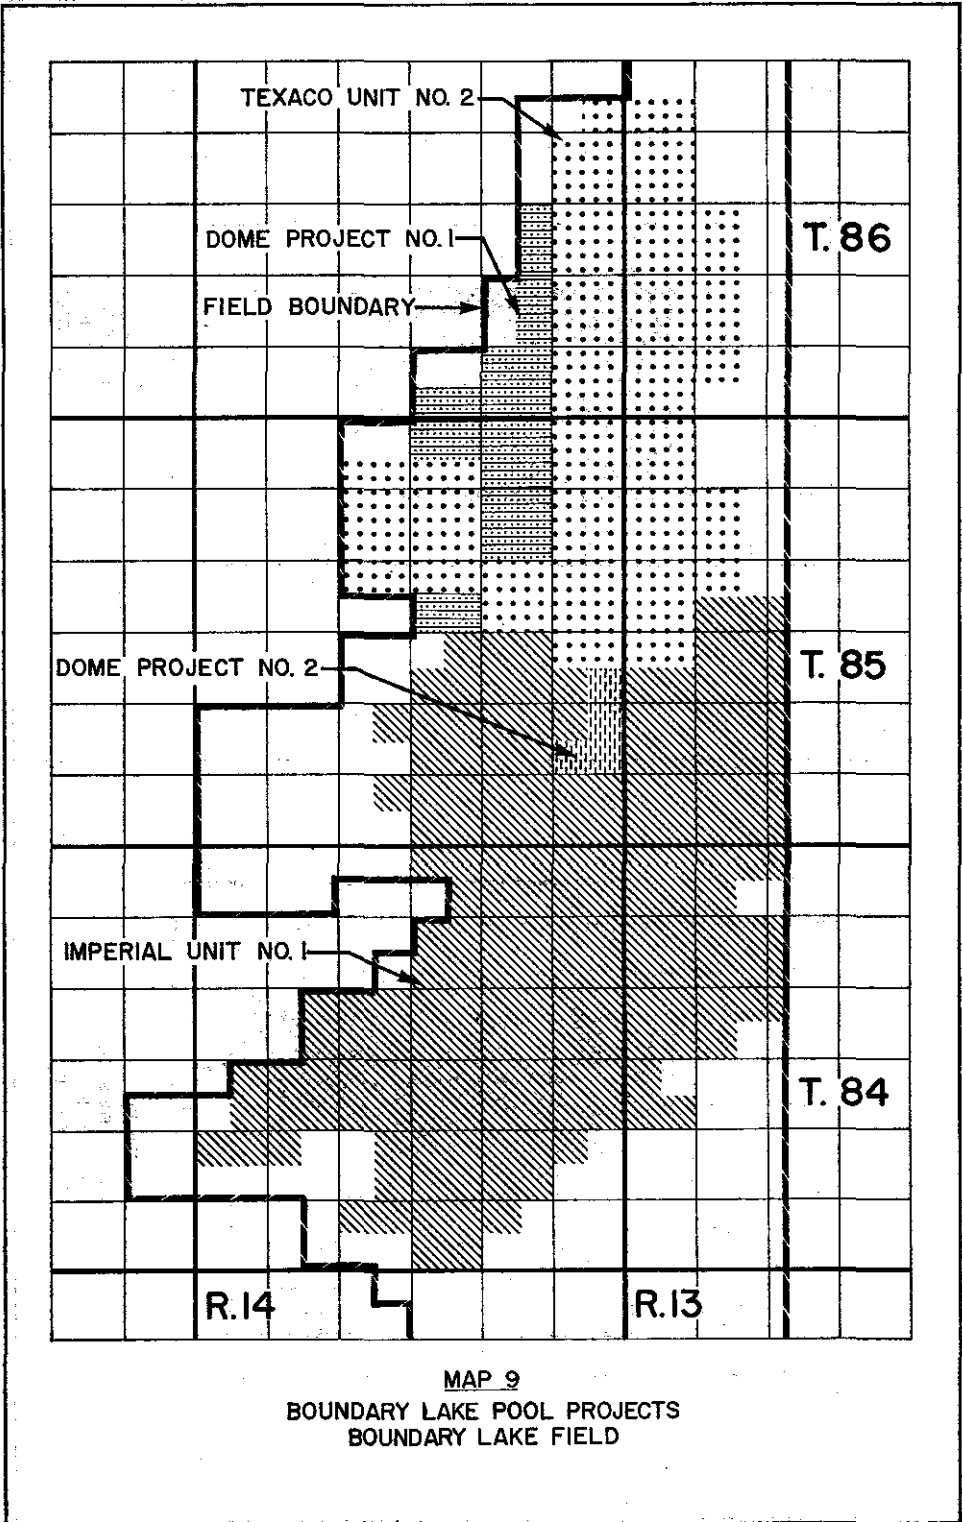 TEXACO UNIT NO. 2
T. 86
DOME PROJECT NO. 1
FIELD BOUNDARY
DOME PROJECT NO. 2
T. 85
IMPERIAL UNIT NO. 1
T. 84
R. 14
R. 13
MAP 9
BOUNDARY LAKE POOL PROJECTS
BOUNDARY LAKE FIELD